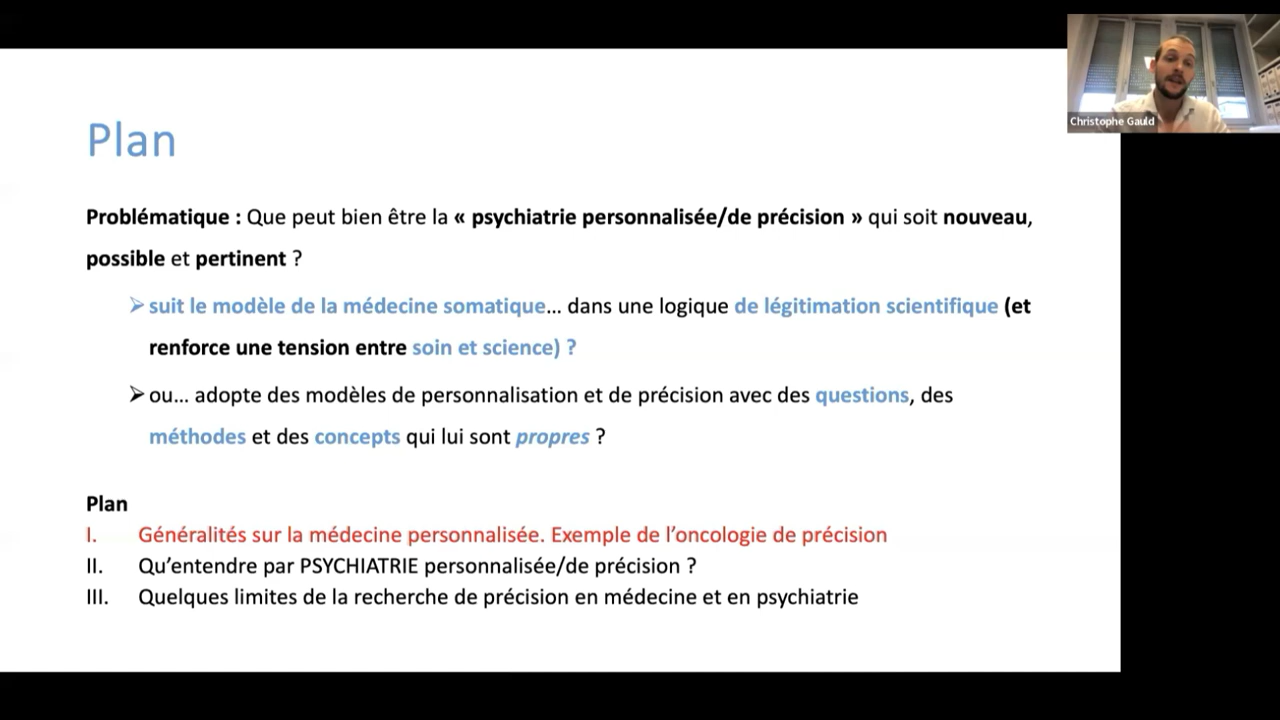 Christophe Gauld
Plan
Problématique : Que peut bien être la « psychiatrie personnalisée/de précision » qui soit nouveau,
possible et pertinent ?
➢ suit le modèle de la médecine somatique… dans une logique de légitimation scientifique (et
renforce une tension entre soin et science) ?
➢ ou… adopte des modèles de personnalisation et de précision avec des questions, des
méthodes et des concepts qui lui sont propres ?
Plan
I. Généralités sur la médecine personnalisée. Exemple de l’oncologie de précision
II. Qu’entendre par PSYCHIATRIE personnalisée/de précision ?
III. Quelques limites de la recherche de précision en médecine et en psychiatrie